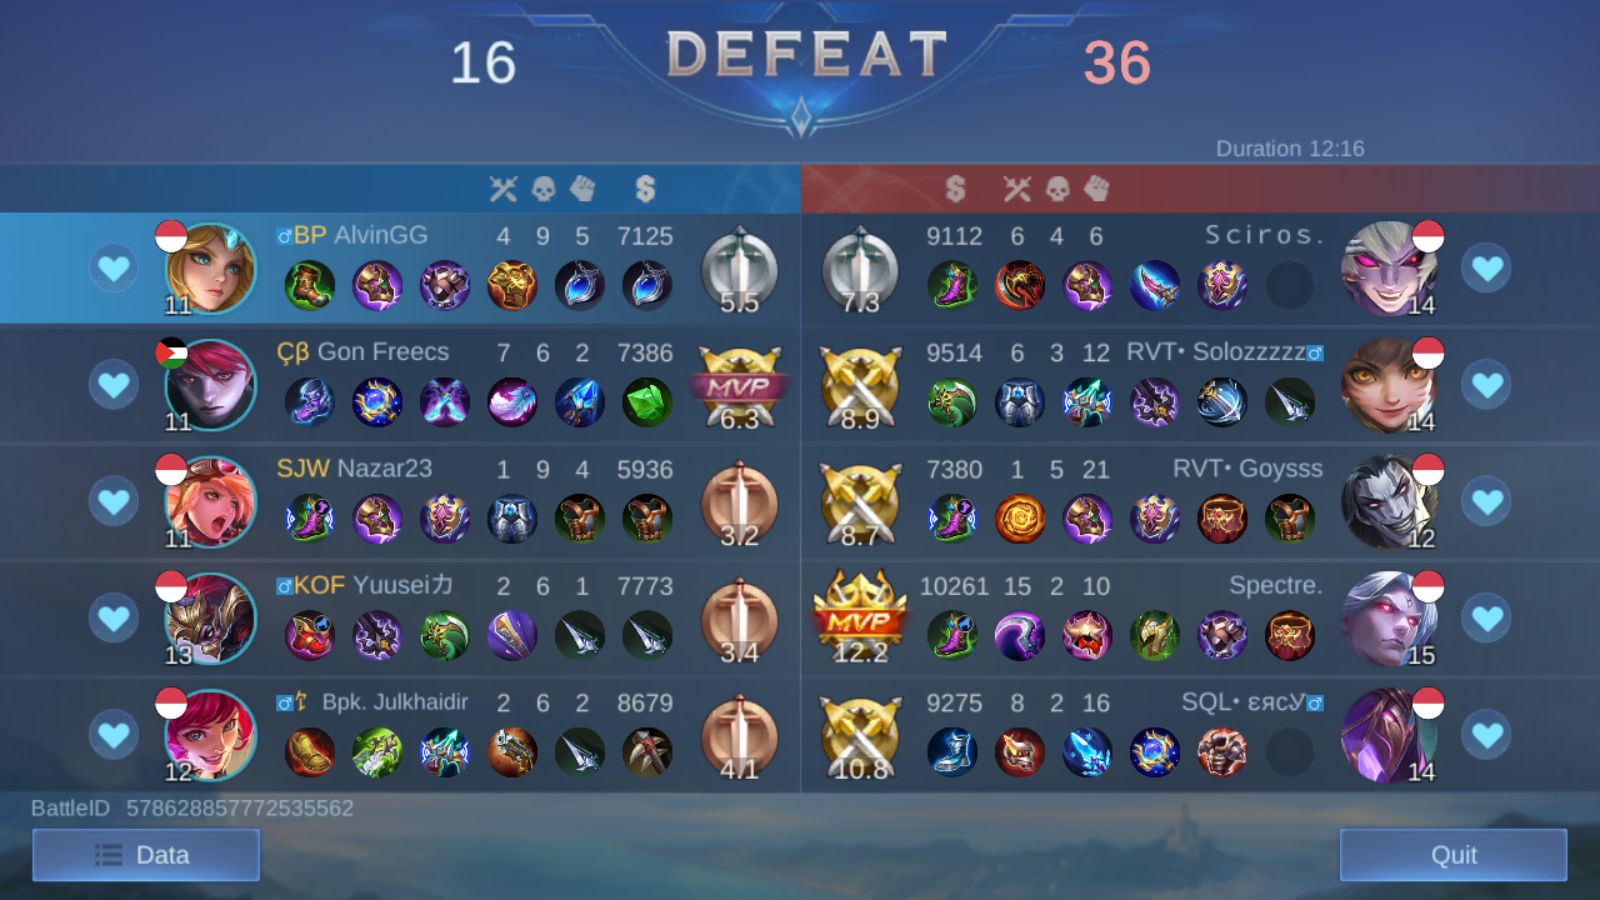 16 DEFEAT 36
Duration 12:16
BP AlvinGG 4 9 5 7125 5.5
11
7.3 9112 6 4 6 Sciros.
14
Çβ Gon Freecs 7 6 2 7386 MVP 6.3
11
8.9 9514 6 3 12 RVT• Solozzzzz
14
SJW Nazar23 1 9 4 5936 3.2
11
8.7 7380 1 5 21 RVT• Goysss
12
KOF Yuusei力 2 6 1 7773 3.4
13
MVP 12.2 10261 15 2 10 Spectre.
15
Bpk. Julkhaidir 2 6 2 8679 4.1
12
10.8 9275 8 2 16 SQL• εяcУ
14
BattleID 578628857772535562
Data
Quit